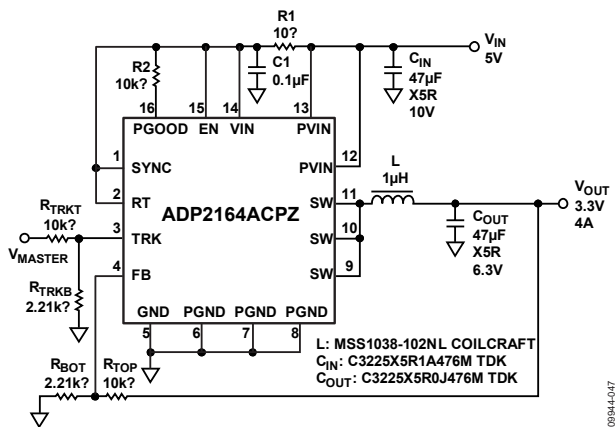 R1
10?
VIN
5V
R2
10k?
C1
0.1µF
CIN
47µF
X5R
10V
16
15
14
13
PGOOD
EN
VIN
PVIN
1
SYNC
PVIN
12
2
RT
ADP2164ACPZ
SW
11
L
1µH
VOUT
3.3V
4A
RTRKT
10k?
VMASTER
3
TRK
SW
10
COUT
47µF
X5R
6.3V
4
FB
SW
9
RTRKB
2.21k?
GND
PGND
PGND
PGND
5
6
7
8
L: MSS1038-102NL COILCRAFT
CIN: C3225X5R1A476M TDK
COUT: C3225X5R0J476M TDK
RBOT
2.21k?
RTOP
10k?
09944-047